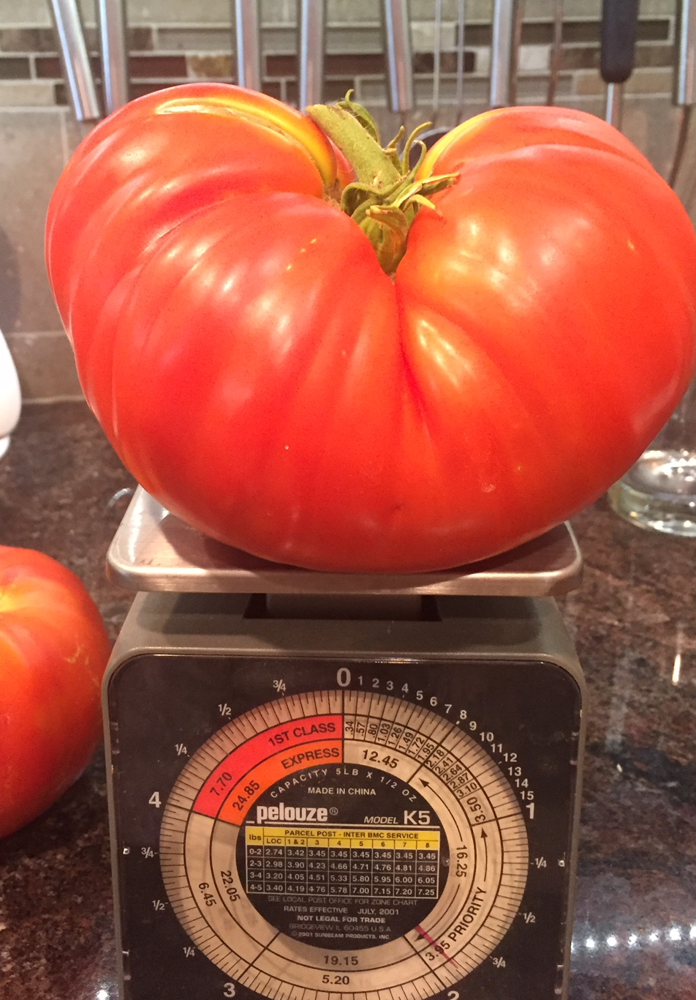 0
1 2 3 4 5 6 7 8 9 10 11 12 13 14 15
1
1/4
1/2
3/4
2
3
1/4
1/2
3/4
4
1/4
1/2
3/4
.34 .57 .80 1.03 1.26 1.49 1.72 1.95 2.18 2.41 2.64 2.87 3.10
3.50
1ST CLASS
7.70
EXPRESS
24.85
12.45
16.25
3.95 PRIORITY
19.15
5.20
22.05
6.45
CAPACITY 5LB X 1/2 OZ
MADE IN CHINA
pelouze® MODEL K5
lbs PARCEL POST - INTER BMC SERVICE
LOC 1 & 2 3 4 5 6 7 8
0-2 2.74 3.42 3.45 3.45 3.45 3.45 3.45 3.45
2-3 2.98 3.90 4.23 4.66 4.71 4.76 4.81 4.86
3-4 3.20 4.05 4.51 5.33 5.80 5.95 6.00 6.05
4-5 3.40 4.19 4.76 5.78 7.00 7.15 7.20 7.25
SEE LOCAL POST OFFICE FOR ZONE CHART
RATES EFFECTIVE JULY, 2001
NOT LEGAL FOR TRADE
BRIDGEVIEW IL 60455 U.S.A
© 2001 SUNBEAM PRODUCTS, INC